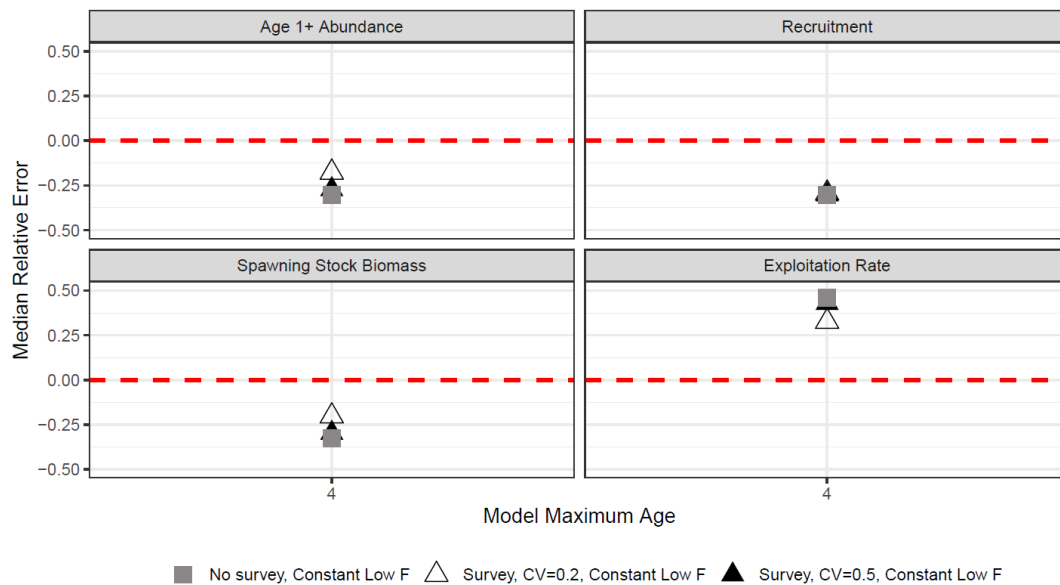 Age 1+ Abundance
Recruitment
0.50
0.25
0.00
−0.25
−0.50
Spawning Stock Biomass
Exploitation Rate
0.50
0.25
0.00
−0.25
−0.50
Median Relative Error
4
4
Model Maximum Age
No survey, Constant Low F
Survey, CV=0.2, Constant Low F
Survey, CV=0.5, Constant Low F